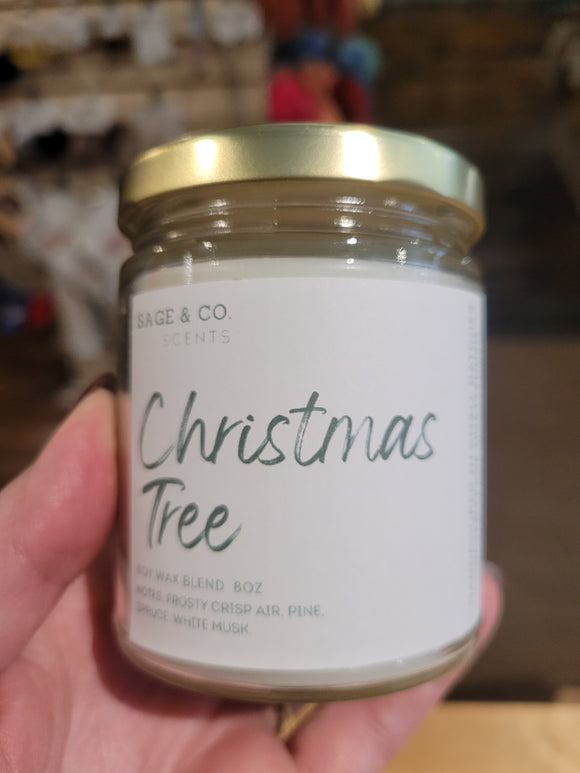 SAGE & CO.
SCENTS
Christmas
Tree
SOY WAX BLEND 8OZ
NOTES: FROSTY CRISP AIR, PINE,
SPRUCE, WHITE MUSK